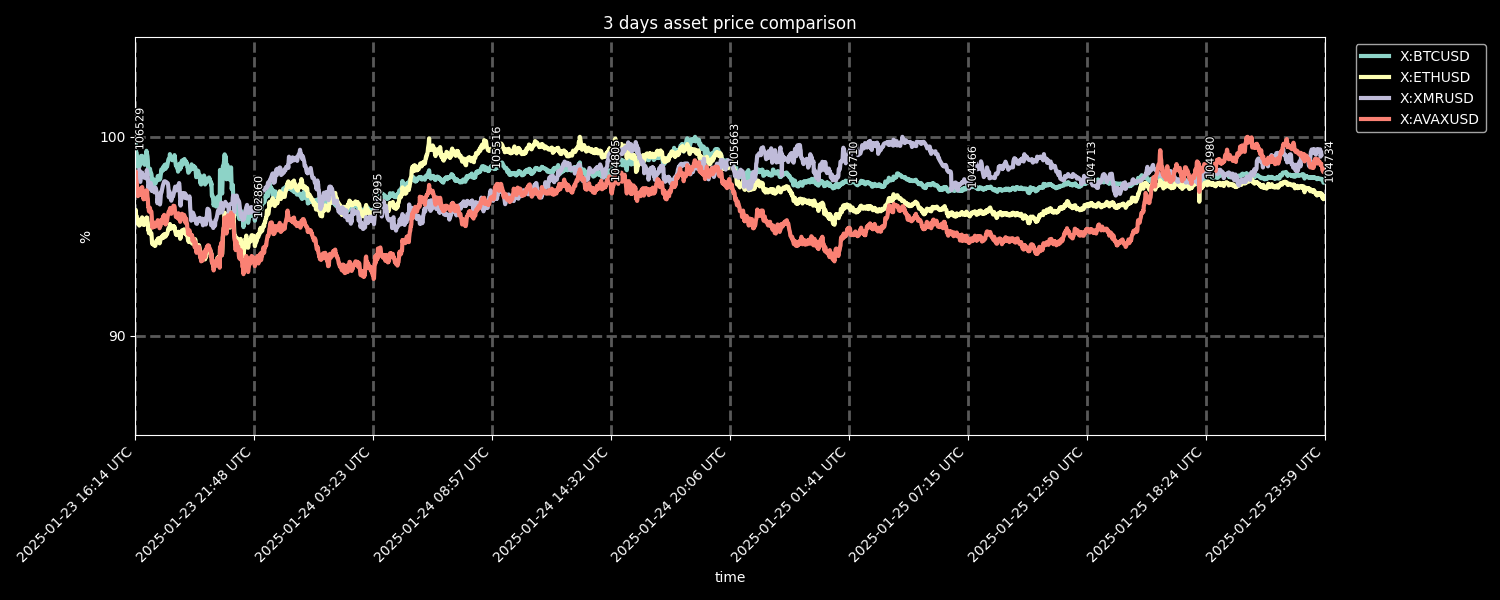 3 days asset price comparison
X:BTCUSD
X:ETHUSD
X:XMRUSD
X:AVAXUSD
%
100
90
106529
102860
102995
105516
104805
105663
104710
104466
104713
104980
104734
2025-01-23 16:14 UTC
2025-01-23 21:48 UTC
2025-01-24 03:23 UTC
2025-01-24 08:57 UTC
2025-01-24 14:32 UTC
2025-01-24 20:06 UTC
2025-01-25 01:41 UTC
2025-01-25 07:15 UTC
2025-01-25 12:50 UTC
2025-01-25 18:24 UTC
2025-01-25 23:59 UTC
time